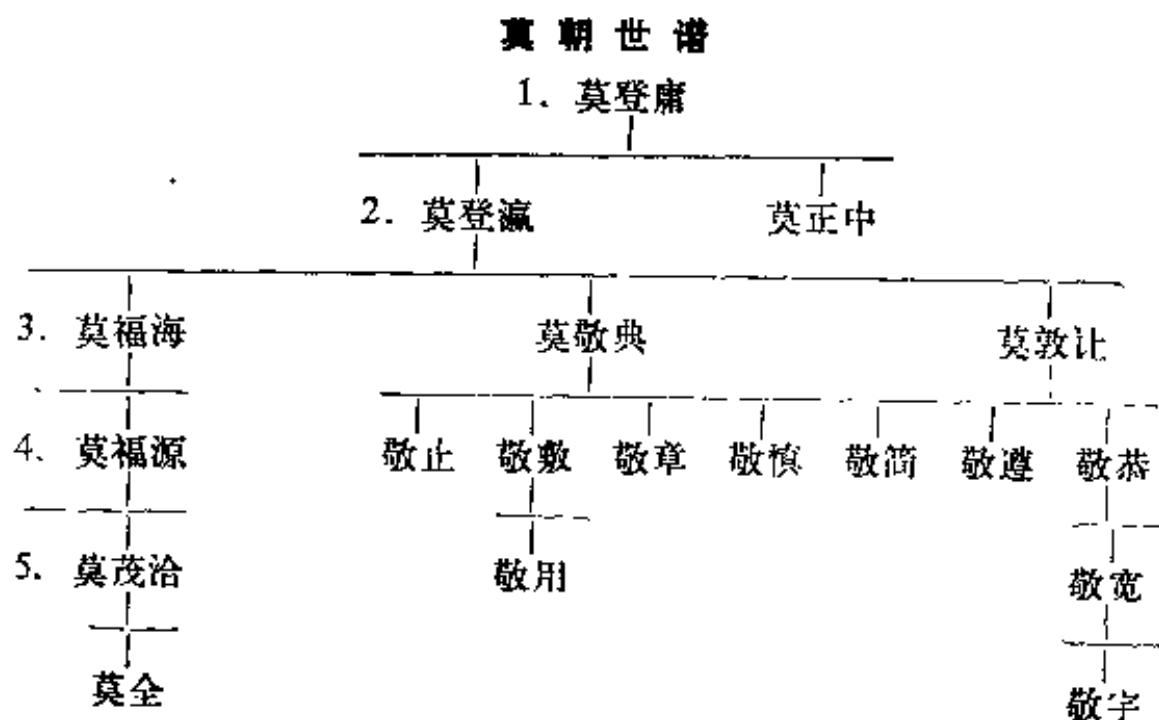 莫朝世谱
1. 莫登庸
2. 莫登瀛 莫正中
3. 莫福海 莫敬典 莫敦让
4. 莫福源 敬止 敬敷 敬章 敬慎 敬简 敬遵 敬恭
5. 莫茂洽 敬用 敬宽
莫全 敬宇